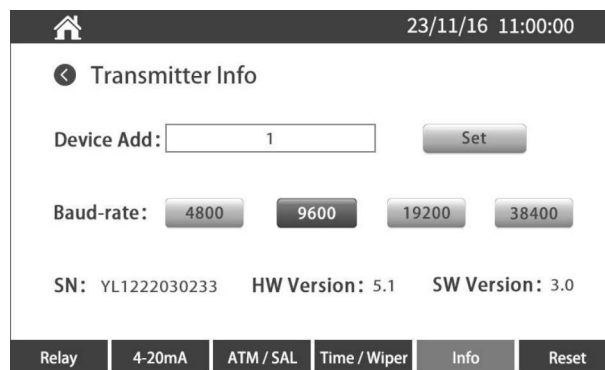 23/11/16 11:00:00
Transmitter Info
Device Add: 1 Set
Baud-rate: 4800 9600 19200 38400
SN: YL1222030233 HW Version: 5.1 SW Version: 3.0
Relay 4-20mA ATM / SAL Time / Wiper Info Reset